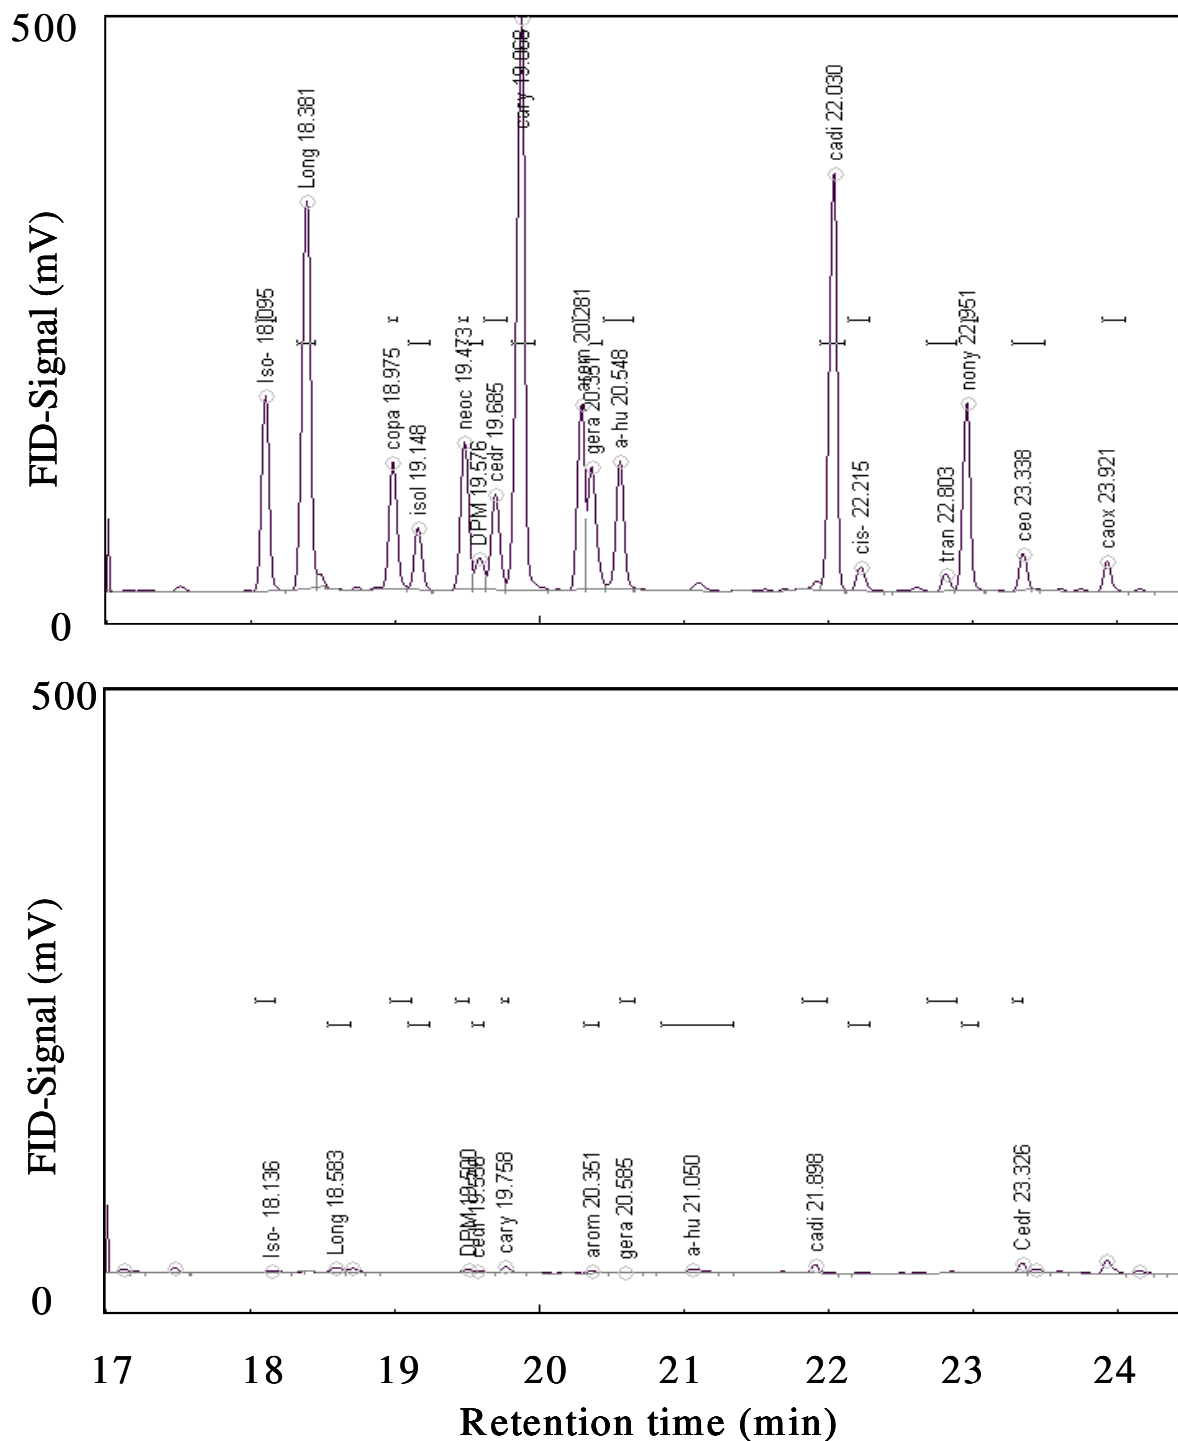 500
FID-Signal (mV)
0
Iso- 18.095
Long 18.381
copa 18.975
isol 19.148
neoc 19.473
DPM 19.576
cedr 19.685
cary
arom 20.281
gera 20.351
a-hu 20.548
cadi 22.030
cis- 22.215
tran 22.803
nony 22.951
ceo 23.338
caox 23.921
500
FID-Signal (mV)
0
Iso- 18.136
Long 18.583
DPM 19.500
cedr
cary 19.758
arom 20.351
gera 20.585
a-hu 21.050
cadi 21.898
Cedr 23.326
17 18 19 20 21 22 23 24
Retention time (min)